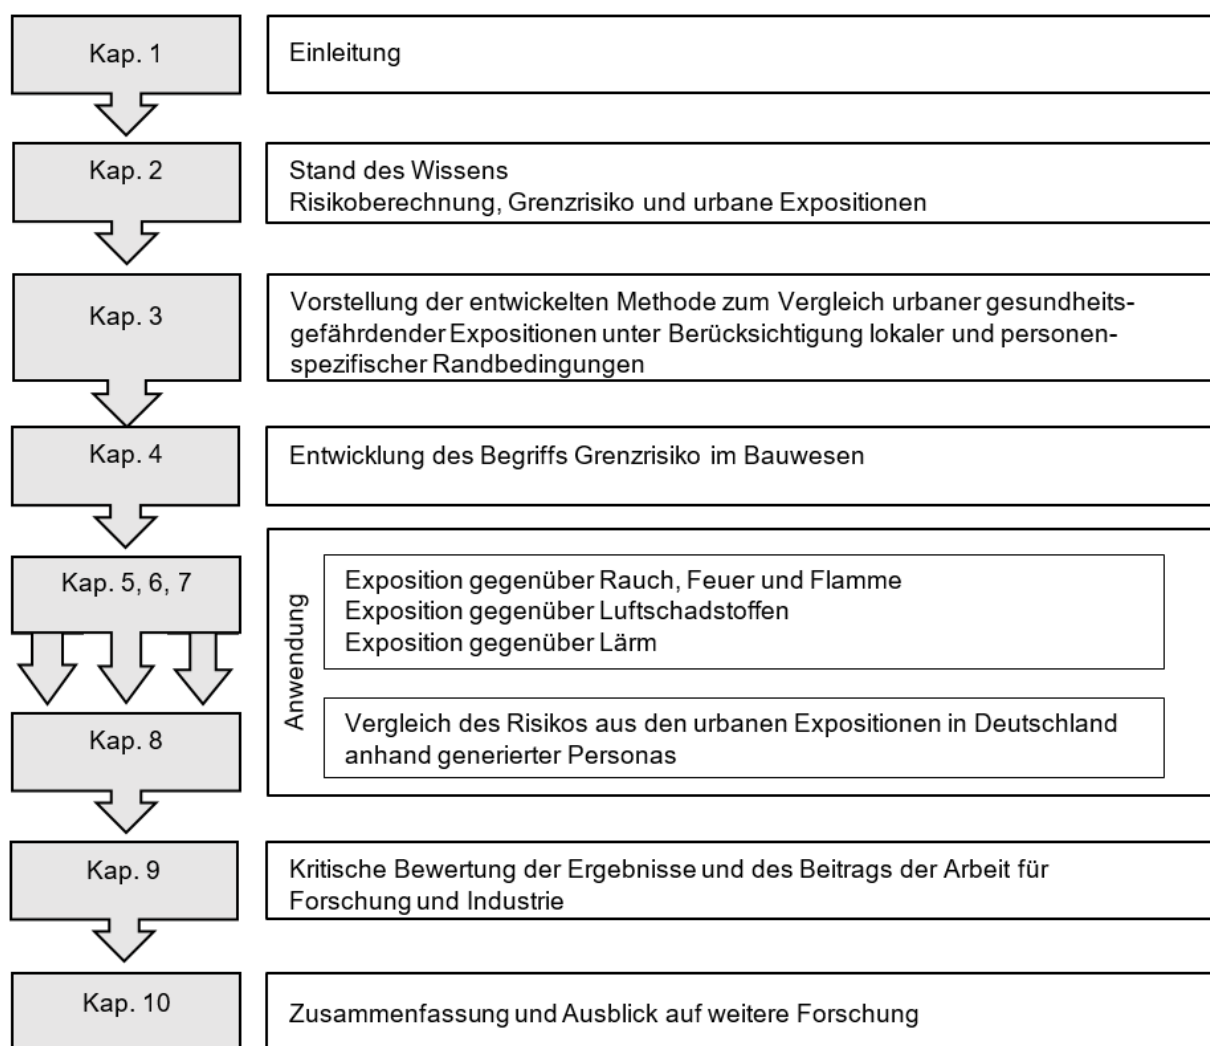 Kap. 1
Einleitung
Kap. 2
Stand des Wissens
Risikoberechnung, Grenzrisiko und urbane Expositionen
Kap. 3
Vorstellung der entwickelten Methode zum Vergleich urbaner gesundheits-
gefährdender Expositionen unter Berücksichtigung lokaler und personen-
spezifischer Randbedingungen
Kap. 4
Entwicklung des Begriffs Grenzrisiko im Bauwesen
Kap. 5, 6, 7
Anwendung
Exposition gegenüber Rauch, Feuer und Flamme
Exposition gegenüber Luftschadstoffen
Exposition gegenüber Lärm
Kap. 8
Vergleich des Risikos aus den urbanen Expositionen in Deutschland
anhand generierter Personas
Kap. 9
Kritische Bewertung der Ergebnisse und des Beitrags der Arbeit für
Forschung und Industrie
Kap. 10
Zusammenfassung und Ausblick auf weitere Forschung